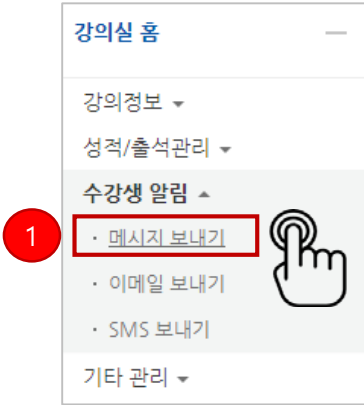 강의실 홈
강의정보
성적/출석관리
수강생 알림
1
· 메시지 보내기
· 이메일 보내기
· SMS 보내기
기타 관리